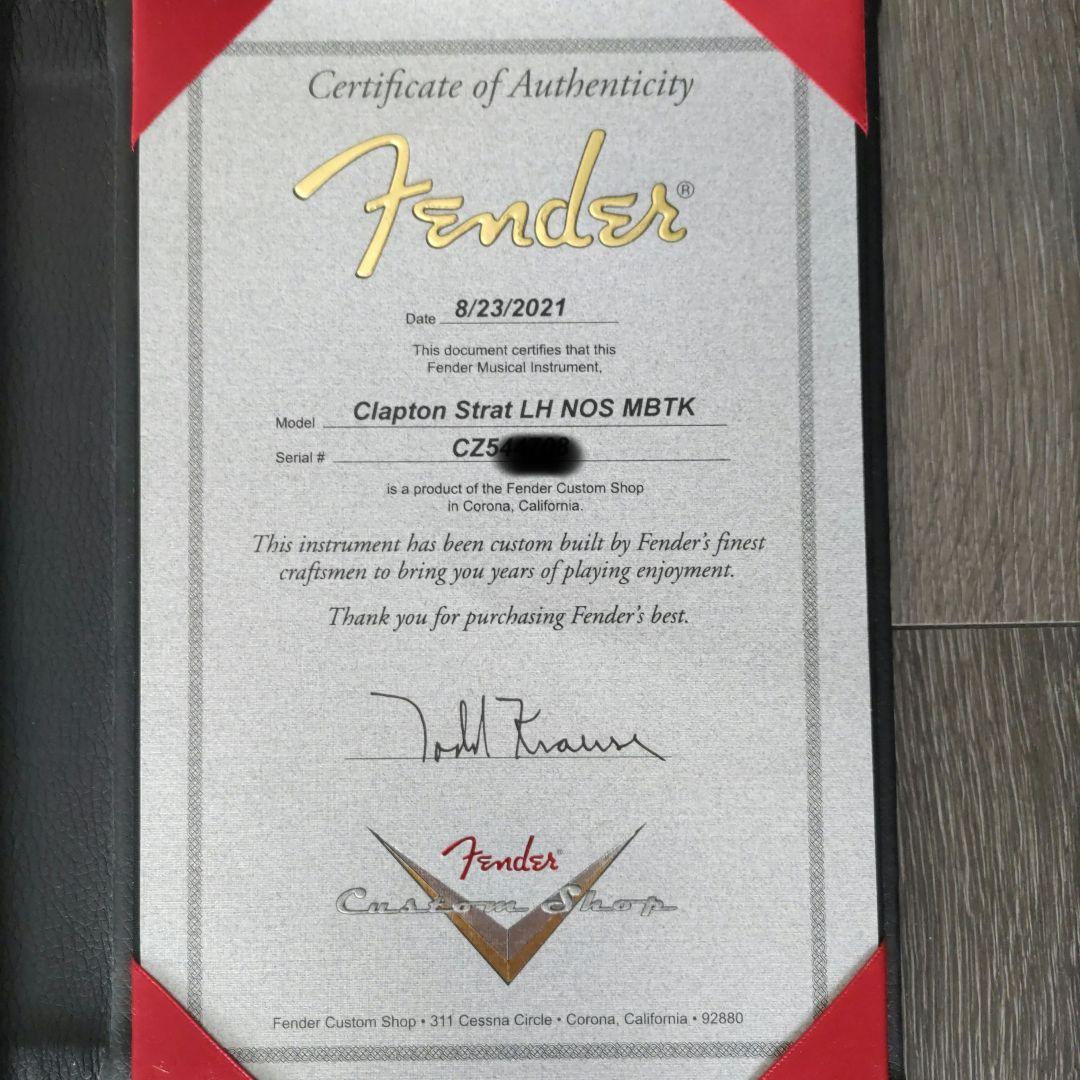 Certificate of Authenticity
Fender®
Date 8/23/2021
This document certifies that this
Fender Musical Instrument,
Model Clapton Strat LH NOS MBTK
Serial #
is a product of the Fender Custom Shop
in Corona, California.
This instrument has been custom built by Fender's finest
craftsmen to bring you years of playing enjoyment.
Thank you for purchasing Fender's best.
Todd Krause
Fender®
Custom Shop
Fender Custom Shop • 311 Cessna Circle • Corona, California • 92880